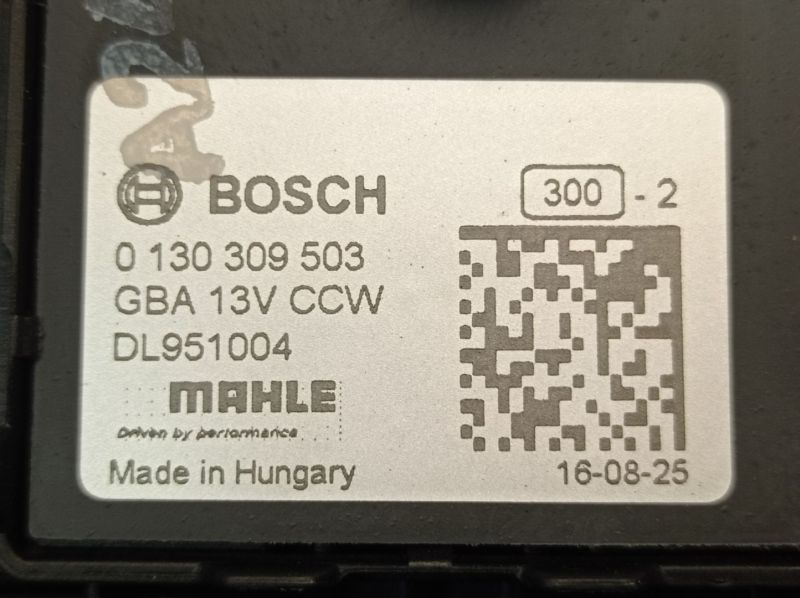 BOSCH
300 - 2
0 130 309 503
GBA 13V CCW
DL951004
MAHLE
Driven by performance
Made in Hungary
16-08-25